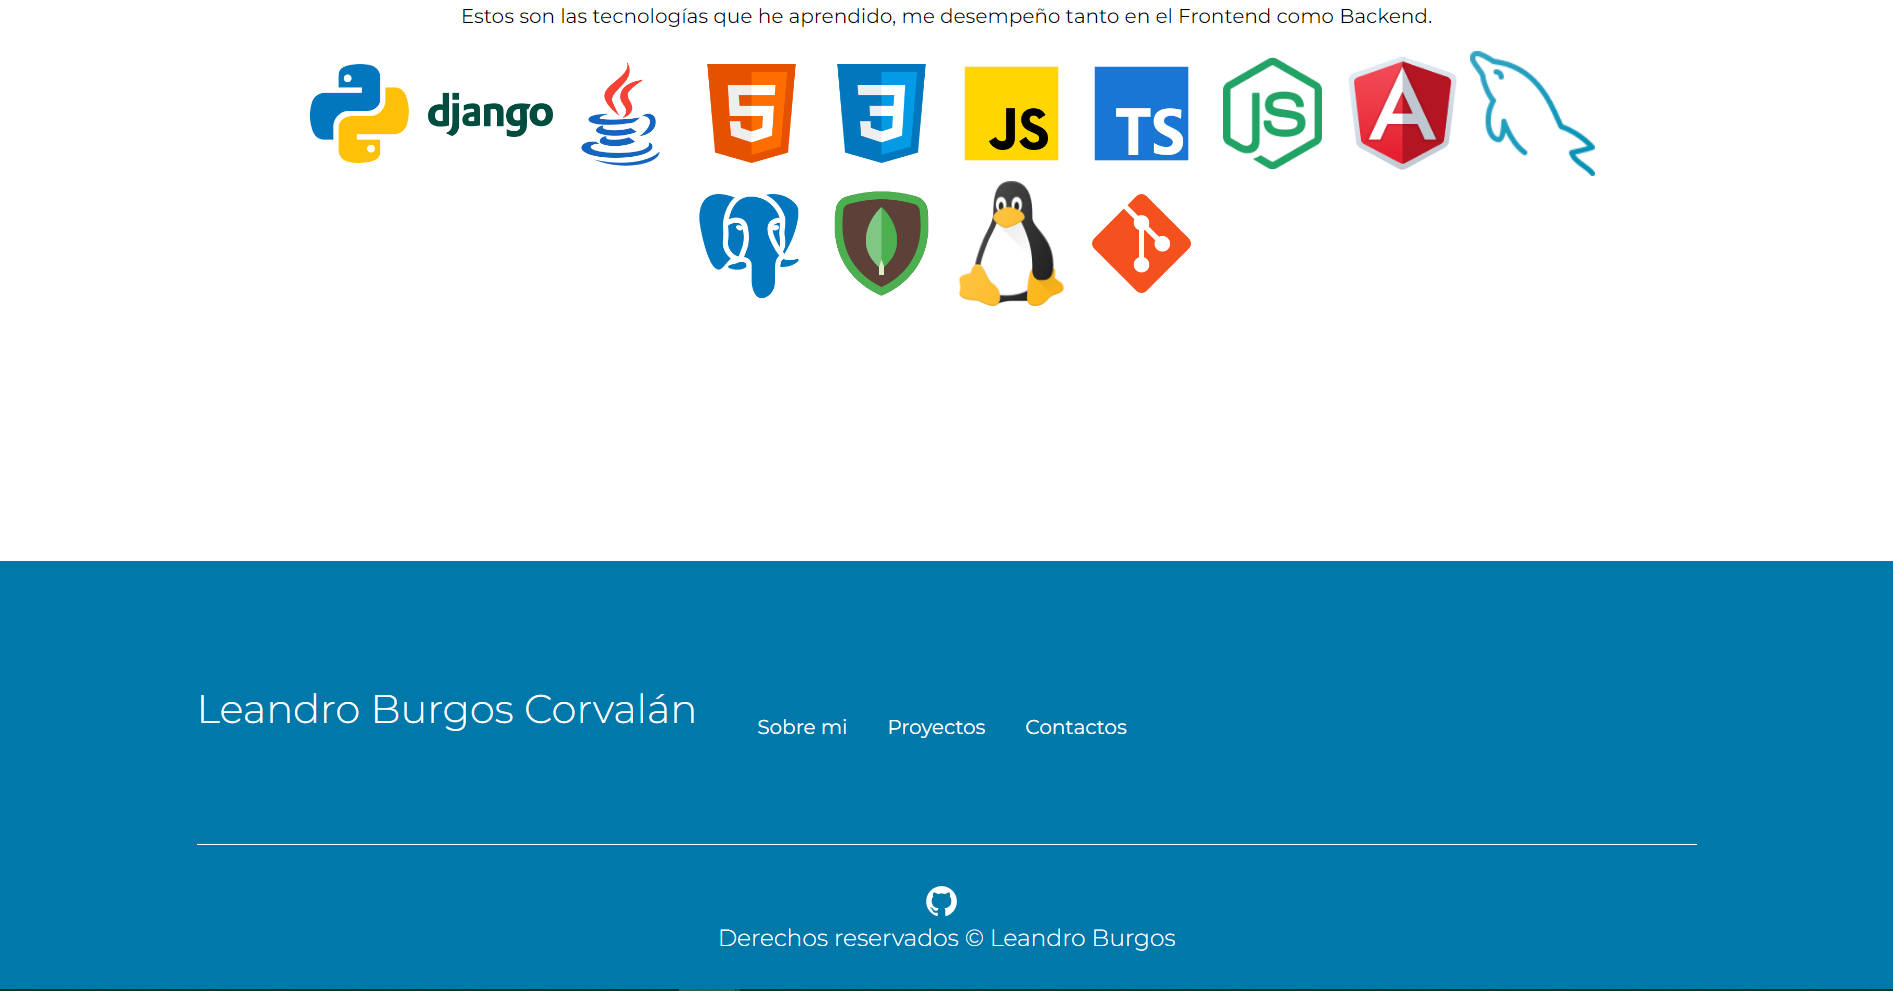 Estos son las tecnologías que he aprendido, me desempeño tanto en el Frontend como Backend.
django
5
3
JS
TS
JS
A
Leandro Burgos Corvalán
Sobre mi
Proyectos
Contactos
Derechos reservados © Leandro Burgos